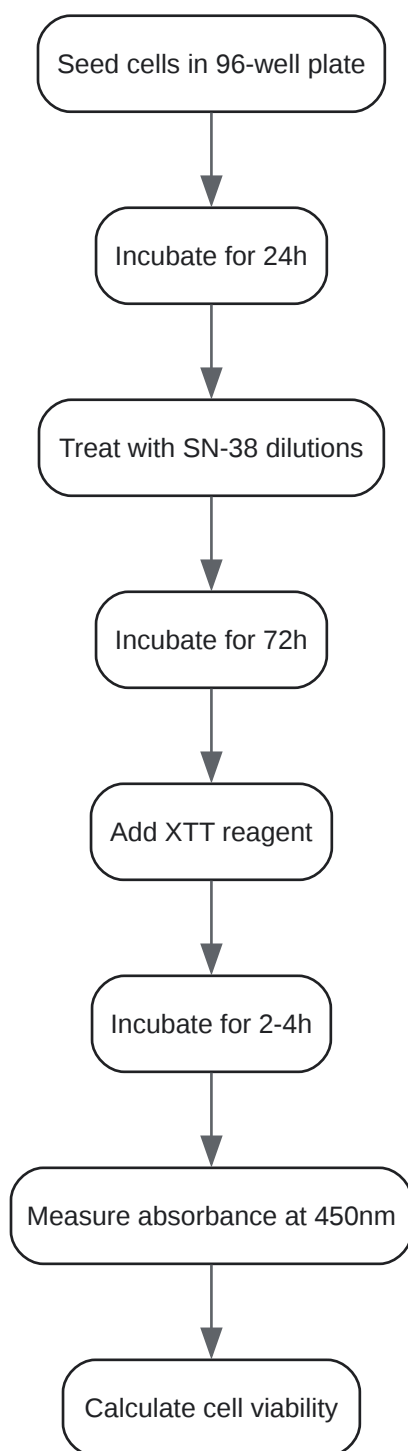 Seed cells in 96-well plate
Incubate for 24h
Treat with SN-38 dilutions
Incubate for 72h
Add XTT reagent
Incubate for 2-4h
Measure absorbance at 450nm
Calculate cell viability